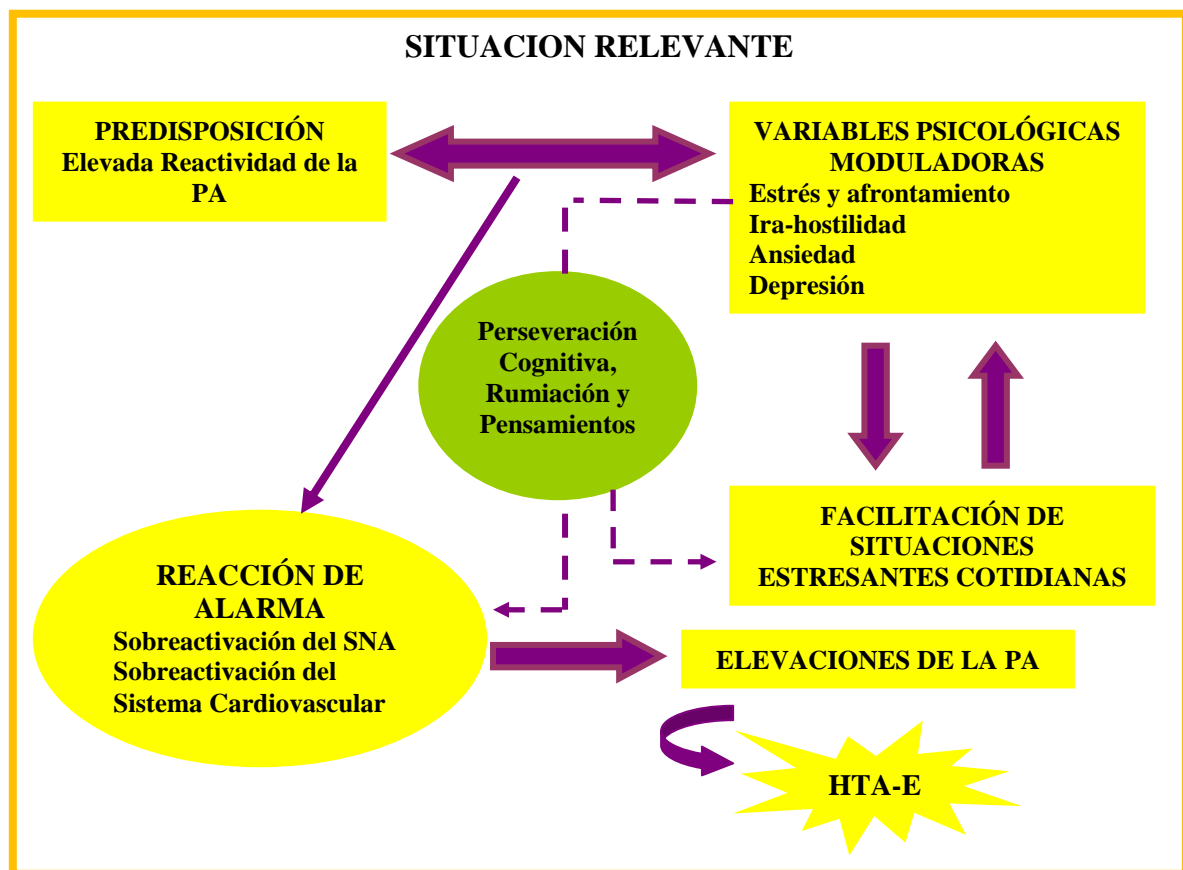 SITUACION RELEVANTE
PREDISPOSICIÓN
Elevada Reactividad de la
PA
VARIABLES PSICOLÓGICAS
MODULADORAS
Estrés y afrontamiento
Ira-hostilidad
Ansiedad
Depresión
Perseveración
Cognitiva,
Rumiación y
Pensamientos
FACILITACIÓN DE
SITUACIONES
ESTRESANTES COTIDIANAS
REACCIÓN DE
ALARMA
Sobreactivación del SNA
Sobreactivación del
Sistema Cardiovascular
ELEVACIONES DE LA PA
HTA-E